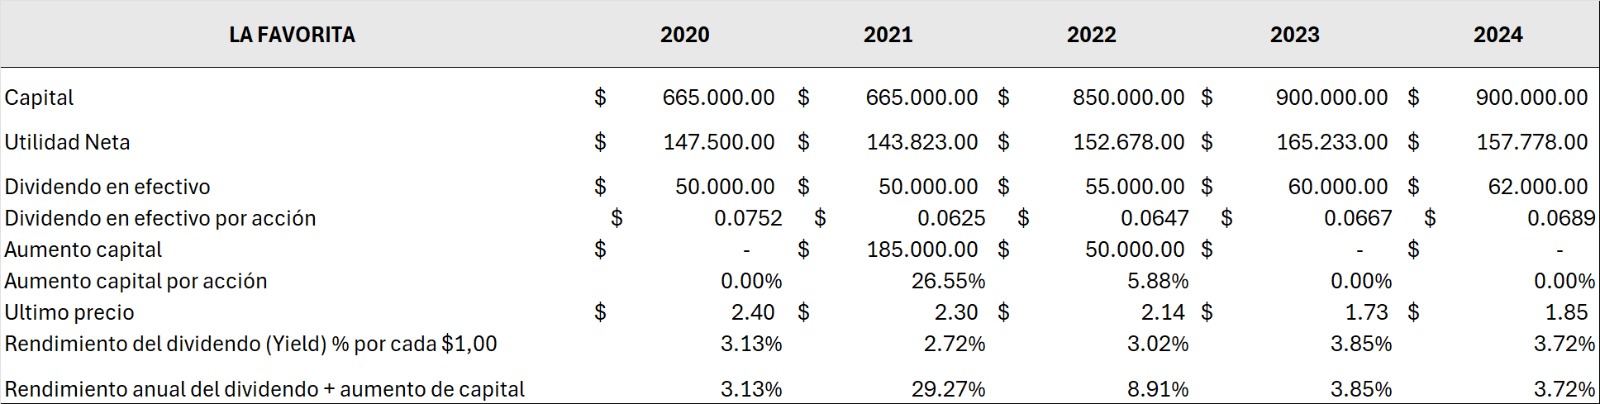 LA FAVORITA 2020 2021 2022 2023 2024
Capital $ 665.000.00 $ 665.000.00 $ 850.000.00 $ 900.000.00 $ 900.000.00
Utilidad Neta $ 147.500.00 $ 143.823.00 $ 152.678.00 $ 165.233.00 $ 157.778.00
Dividendo en efectivo $ 50.000.00 $ 50.000.00 $ 55.000.00 $ 60.000.00 $ 62.000.00
Dividendo en efectivo por acción $ 0.0752 $ 0.0625 $ 0.0647 $ 0.0667 $ 0.0689
Aumento capital $ - $ 185.000.00 $ 50.000.00 $ - $ -
Aumento capital por acción 0.00% 26.55% 5.88% 0.00% 0.00%
Ultimo precio $ 2.40 $ 2.30 $ 2.14 $ 1.73 $ 1.85
Rendimiento del dividendo (Yield) % por cada $1,00 3.13% 2.72% 3.02% 3.85% 3.72%
Rendimiento anual del dividendo + aumento de capital 3.13% 29.27% 8.91% 3.85% 3.72%